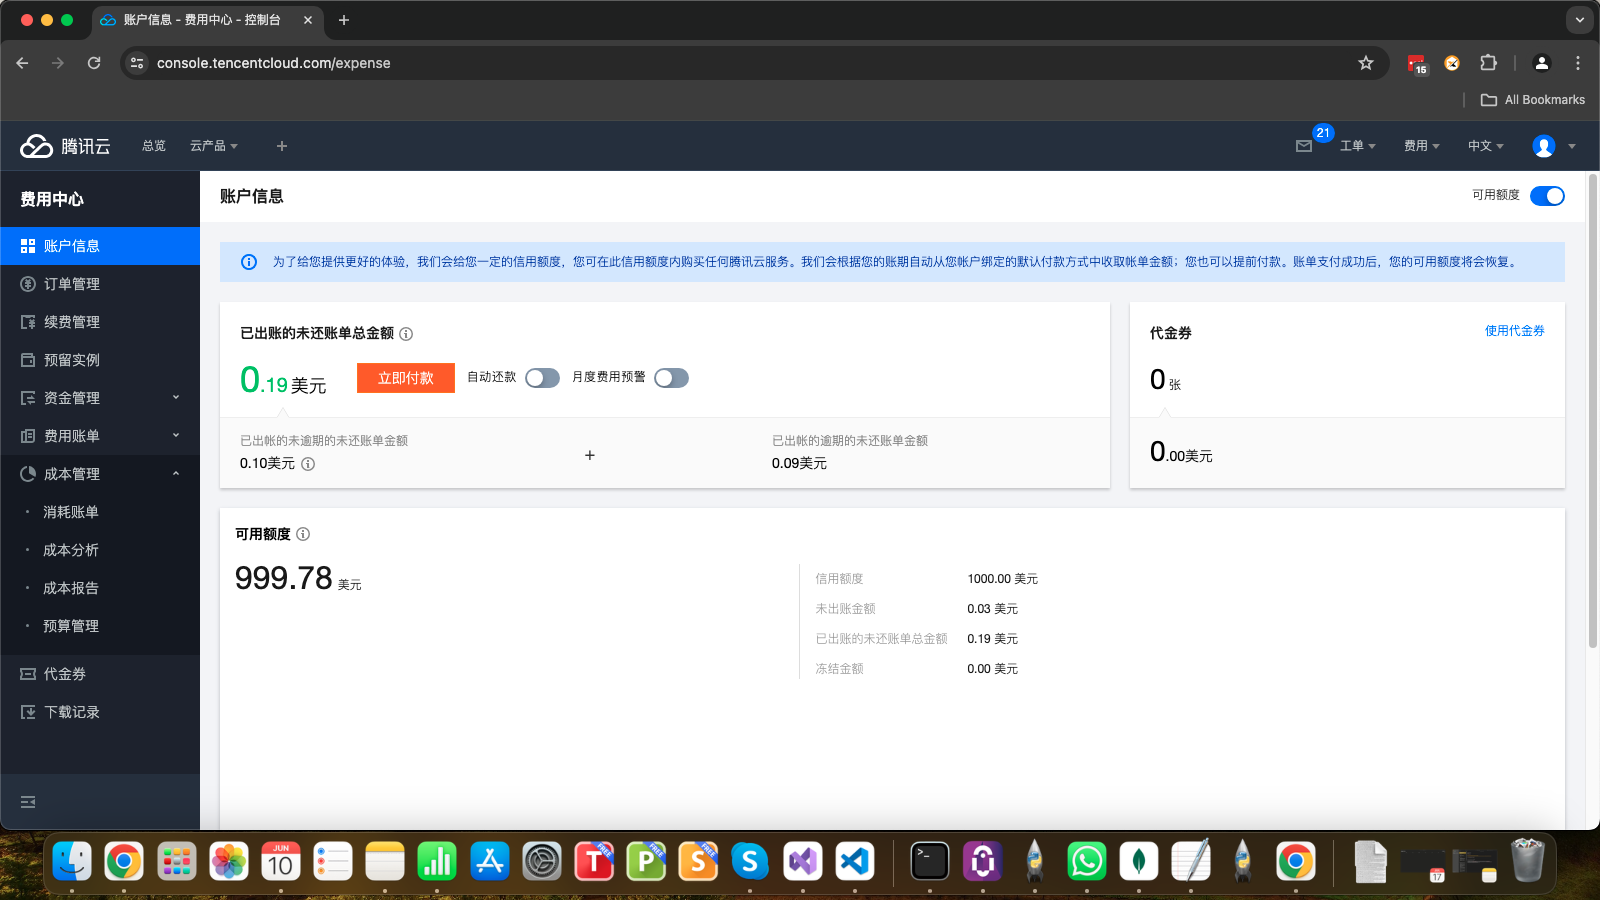 账户信息 - 费用中心 - 控制台
console.tencentcloud.com/expense
15
All Bookmarks
腾讯云
总览
云产品
21
工单
费用
中文
费用中心
账户信息
订单管理
续费管理
预留实例
资金管理
费用账单
成本管理
消耗账单
成本分析
成本报告
预算管理
代金券
下载记录
账户信息
可用额度
为了给您提供更好的体验，我们会给您一定的信用额度，您可在此信用额度内购买任何腾讯云服务。我们会根据您的账期自动从您帐户绑定的默认付款方式中收取帐单金额；您也可以提前付款。账单支付成功后，您的可用额度将会恢复。
已出账的未还账单总金额
0.19 美元
立即付款
自动还款
月度费用预警
已出帐的未逾期的未还账单金额
0.10美元
+
已出帐的逾期的未还账单金额
0.09美元
代金券
使用代金券
0 张
0.00美元
可用额度
999.78 美元
信用额度 1000.00 美元
未出账金额 0.03 美元
已出账的未还账单总金额 0.19 美元
冻结金额 0.00 美元
JUN
10
T FREE
P FREE
S FREE
S
17